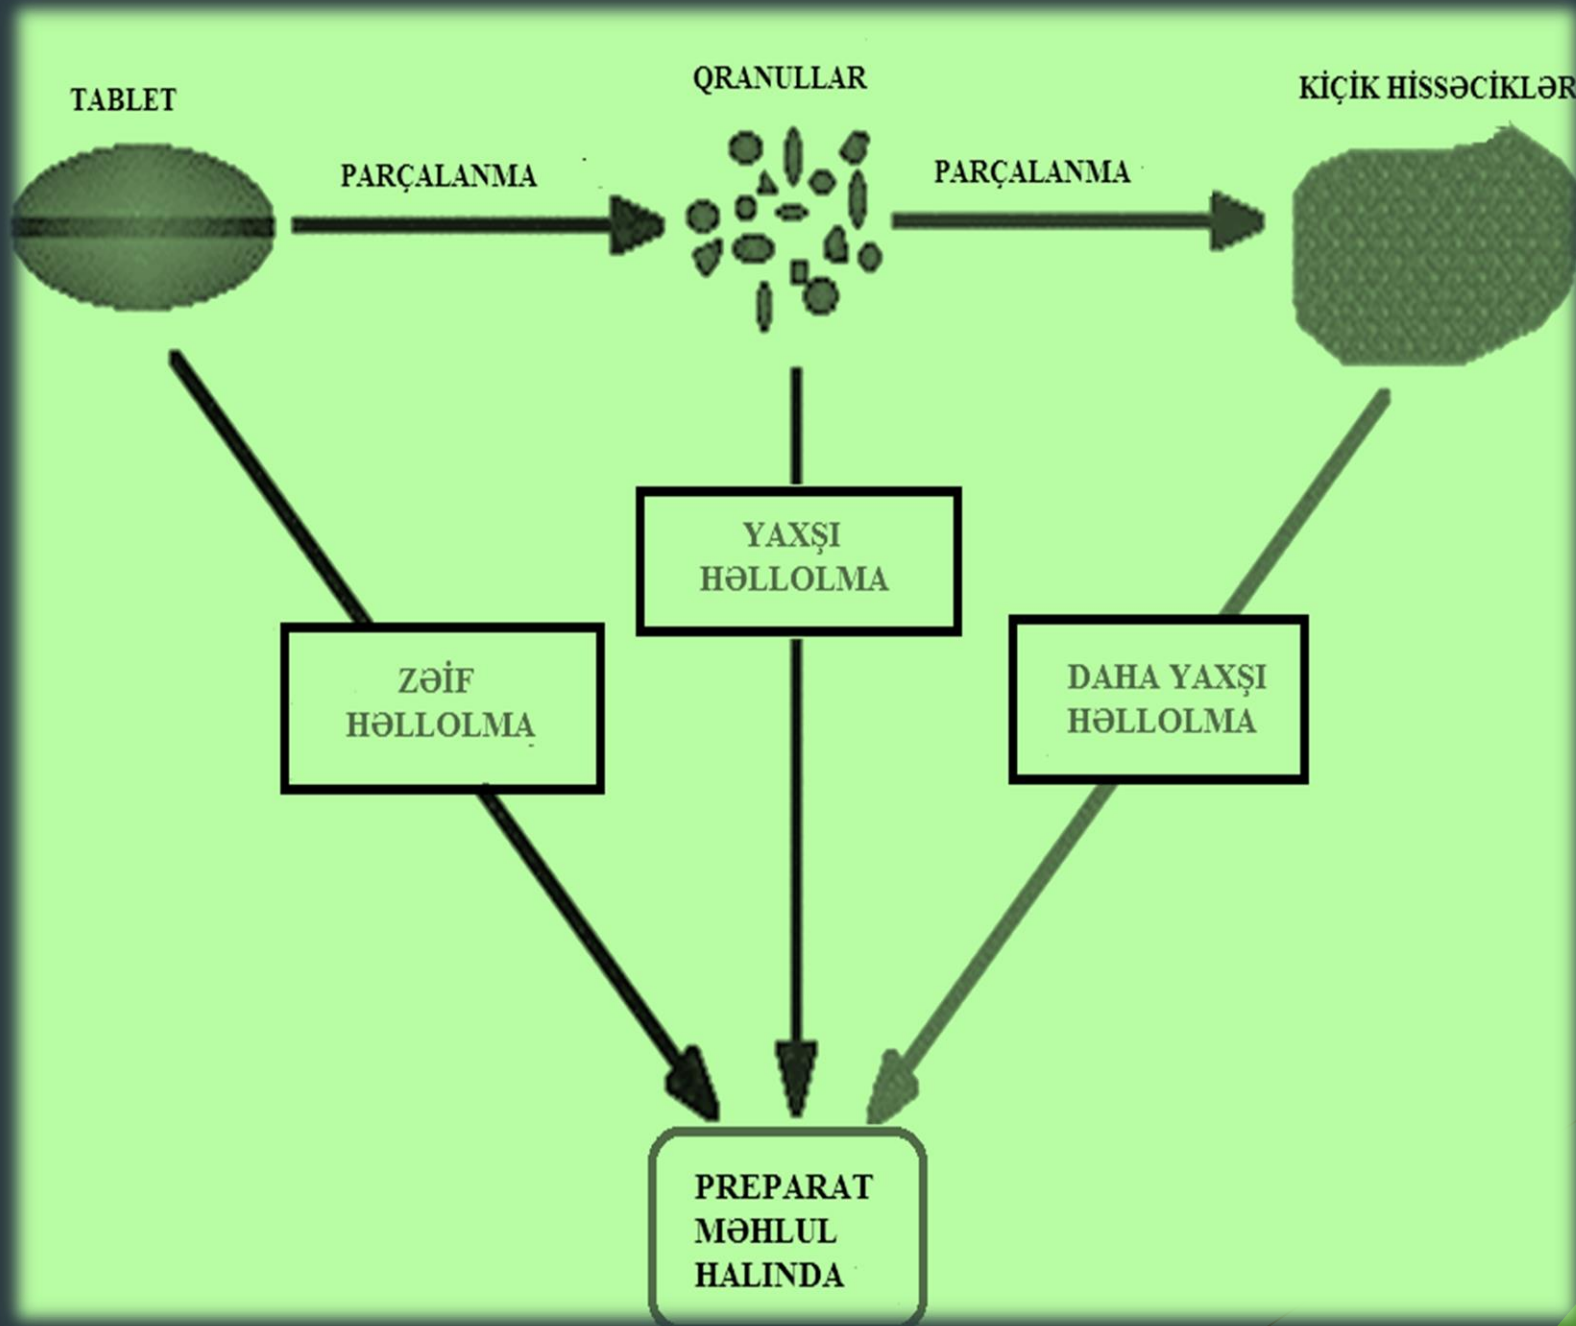 TABLET
QRANULLAR
KİÇİK HİSSƏCİKLƏR
PARÇALANMA
PARÇALANMA
YAXŞI
HƏLLOLMA
ZƏİF
HƏLLOLMA
DAHA YAXŞI
HƏLLOLMA
PREPARAT
MƏHLUL
HALINDA